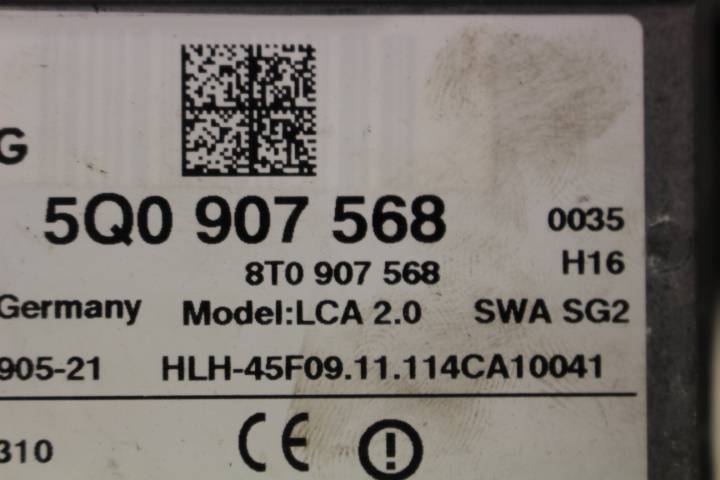 G
5Q0 907 568 0035
8T0 907 568 H16
Germany Model:LCA 2.0 SWA SG2
905-21 HLH-45F09.11.114CA10041
310 CE